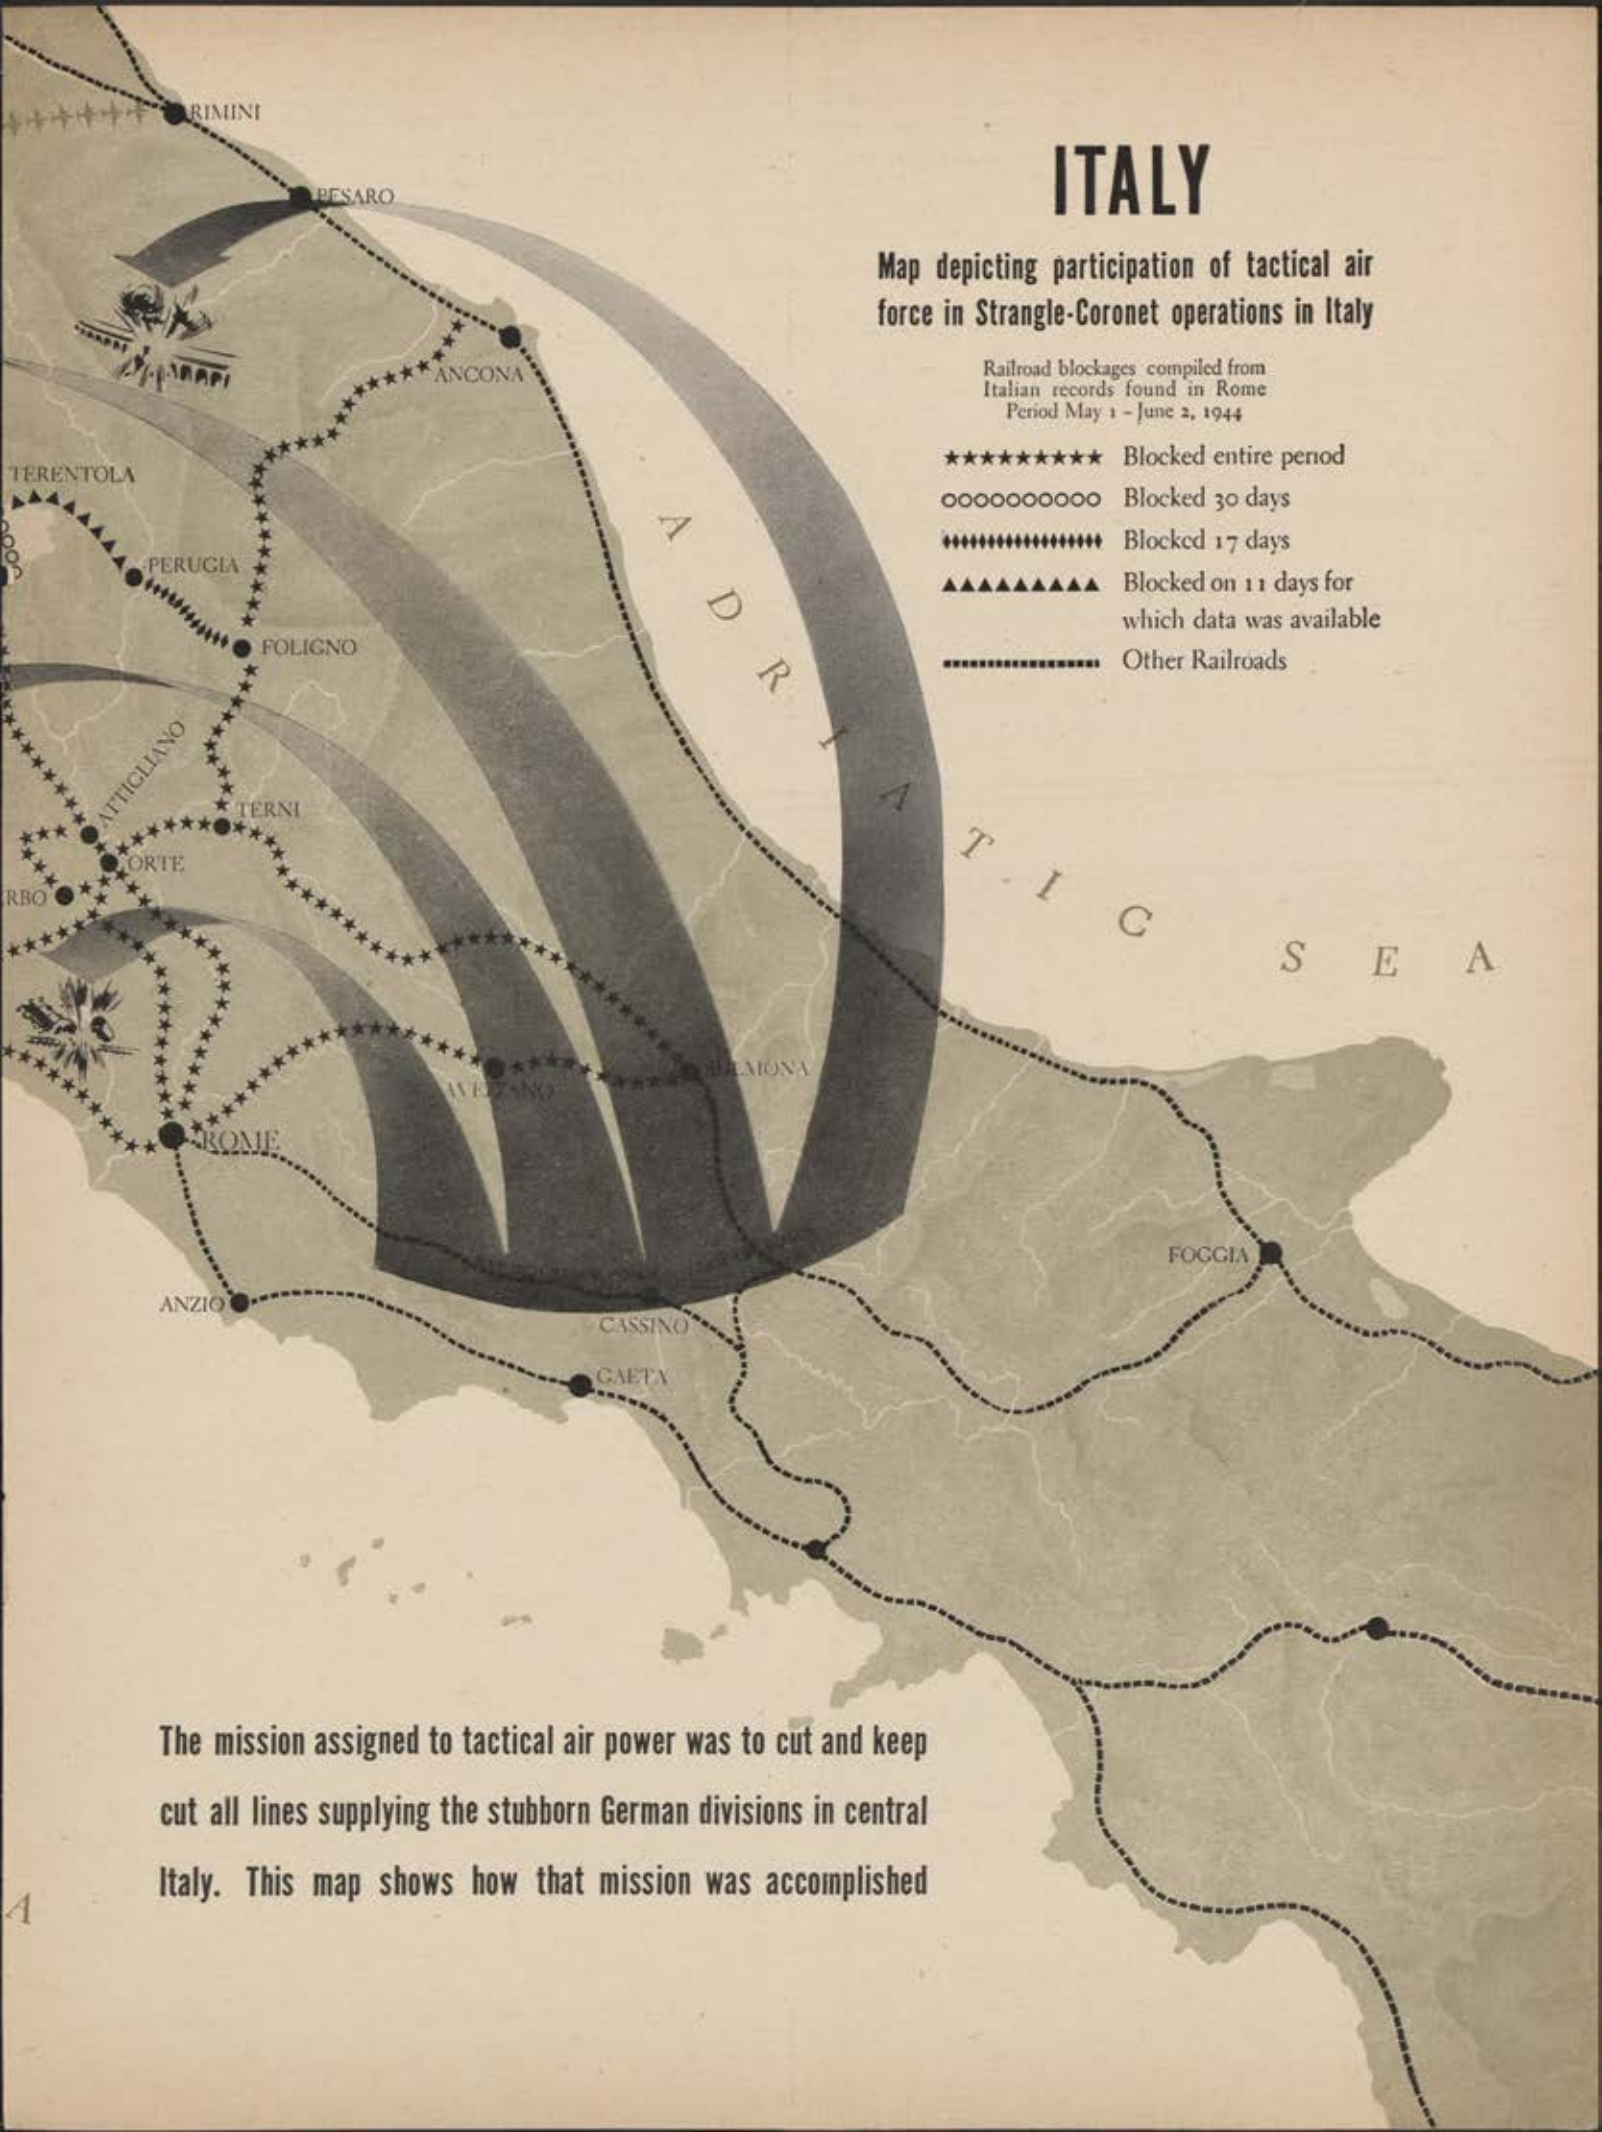 RIMINI
PESARO
ITALY
Map depicting participation of tactical air
force in Strangle-Coronet operations in Italy
Railroad blockages compiled from
Italian records found in Rome
Period May 1 - June 2, 1944
Blocked entire period
Blocked 30 days
Blocked 17 days
Blocked on 11 days for
which data was available
Other Railroads
ANCONA
TERENTOLA
PERUGIA
FOLIGNO
ATTIGLIANO
TERNI
ORTE
RBO
ADRIATIC SEA
SULMONA
AVEZZANO
ROME
FOGGIA
ANZIO
CASSINO
GAETA
The mission assigned to tactical air power was to cut and keep
cut all lines supplying the stubborn German divisions in central
Italy. This map shows how that mission was accomplished
A